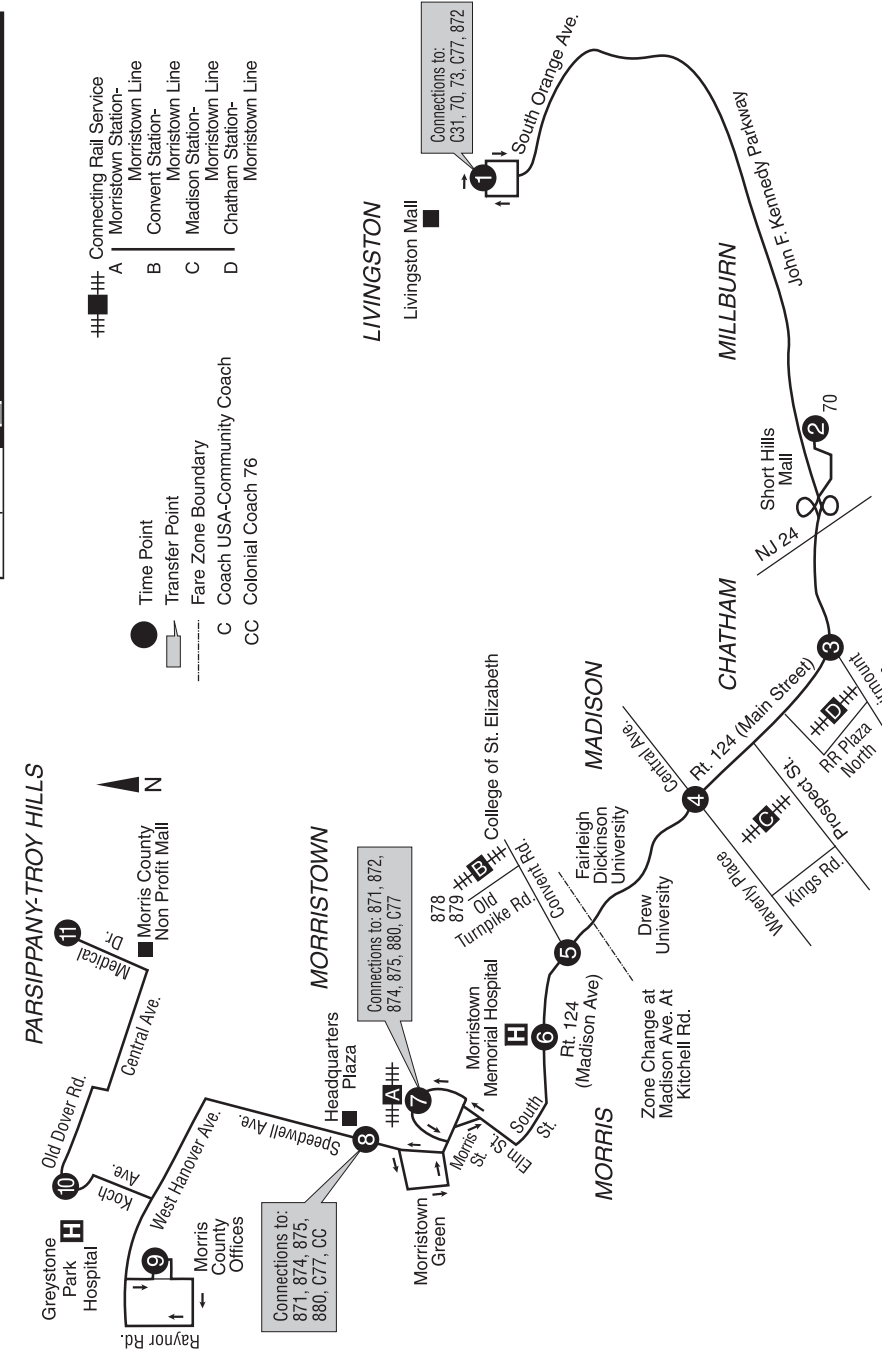 PARSIPPANY-TROY HILLS
N
Morris County
Non Profit Mall
11
Medical
Dr.
Central Ave.
Old Dover Rd.
10
Koch
Ave.
Greystone
Park
Hospital
H
West Hanover Ave.
9
Morris
County
Offices
Raynor Rd.
Speedwell Ave.
Headquarters
Plaza
8
Connections to:
871, 874, 875,
880, C77, CC
MORRISTOWN
Connections to: 871, 872,
874, 875, 880, C77
A
7
Morristown
Green
Morris
St.
Elm St.
South
St.
Morristown
Memorial Hospital
H
6
Rt. 124
(Madison Ave)
MORRIS
Zone Change at
Madison Ave. At
Kitchell Rd.
5
878
879
B
College of St. Elizabeth
Old
Turnpike Rd.
Convent Rd.
Fairleigh
Dickinson
University
Drew
University
MADISON
Central Ave.
4
Rt. 124 (Main Street)
Waverly Place
C
Prospect St.
Kings Rd.
CHATHAM
3
D
RR Plaza
North
NJ 24
Short Hills
Mall
2
70
MILLBURN
John F. Kennedy Parkway
LIVINGSTON
Livingston Mall
1
South Orange Ave.
Connections to:
C31, 70, 73, C77, 872
Time Point
Transfer Point
Fare Zone Boundary
C Coach USA-Community Coach
CC Colonial Coach 76
Connecting Rail Service
A Morristown Station-
Morristown Line
B Convent Station-
Morristown Line
C Madison Station-
Morristown Line
D Chatham Station-
Morristown Line